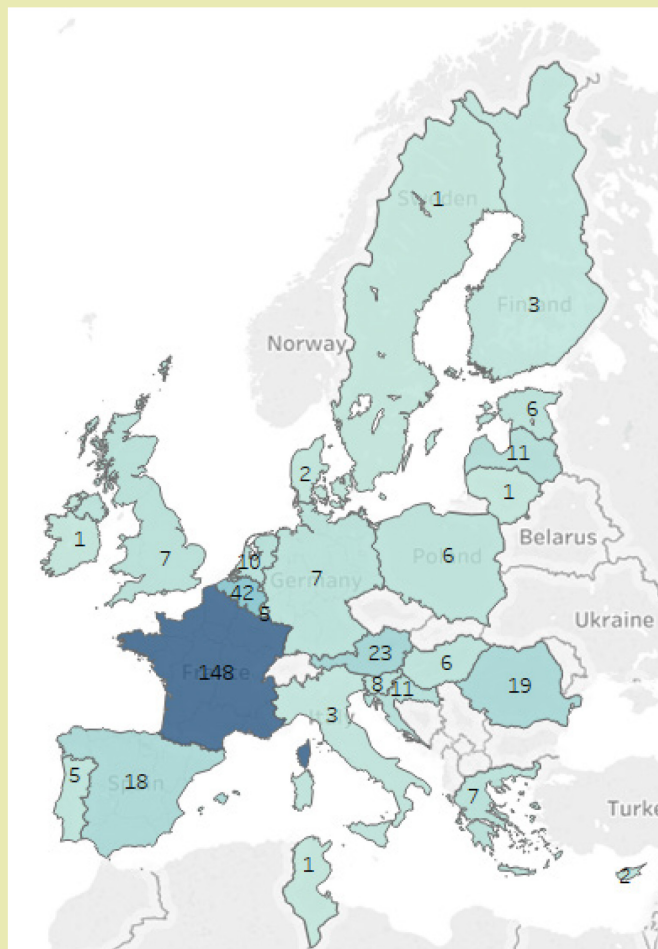 Sweden
1
Finland
3
Norway
6
11
2
1
1
Belarus
7
10
Poland
6
Germany
7
42
5
Ukraine
France
148
23
6
8
11
19
Italy
3
5
Spain
18
7
Turke
1
2